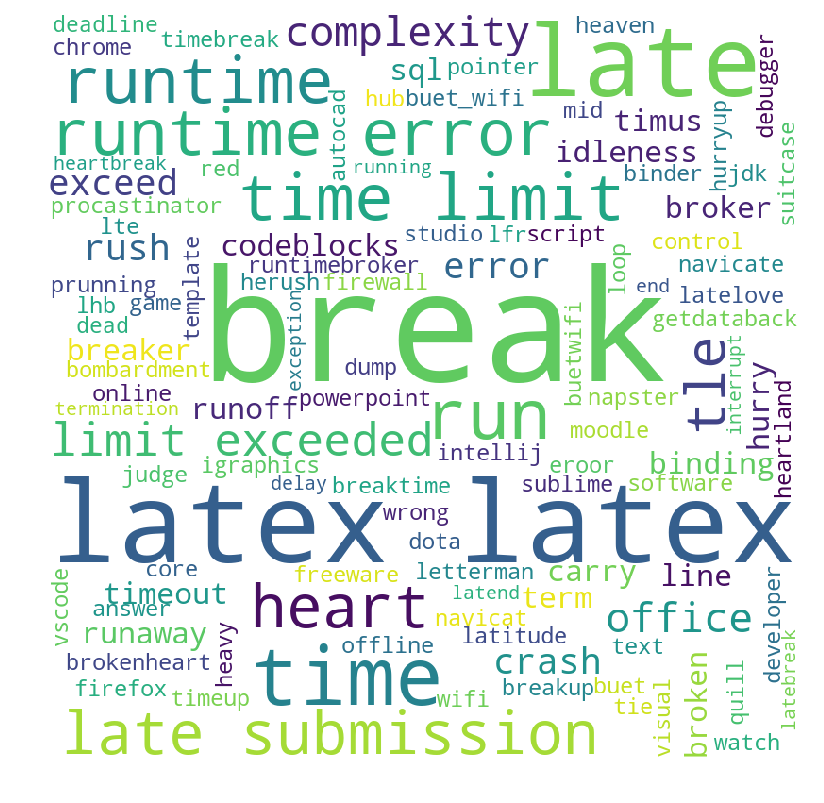 deadline
heaven
complexity
late
chrome
timebreak
runtime
sql
pointer
debugger
hub
buet_wifi
mid
timus
hurryup
autocad
runtime error
idleness
suitcase
heartbreak
red
running
exceed
time limit
binder
jdk
procastinator
broker
lte
rush
codeblocks
studio
lfr
script
control
template
runtimebroker
error
loop
navicate
prunning
herush
firewall
end
latelove
lhb
game
exception
break
getdataback
dead
breaker
dump
buetwifi
tle
interrupt
bombardment
hurry
online
powerpoint
napster
termination
runoff
run
moodle
heartland
limit exceeded
intellij
judge
igraphics
eroor
binding
delay
breaktime
sublime
software
latex latex
wrong
dota
core
freeware
letterman
carry
line
vscode
timeout
latend
term
developer
answer
heart
navicat
office
runaway
heavy
offline
latitude
text
brokenheart
crash
latebreak
firefox
time
breakup
buet
broken
quill
timeup
wifi
tie
visual
late submission
watch